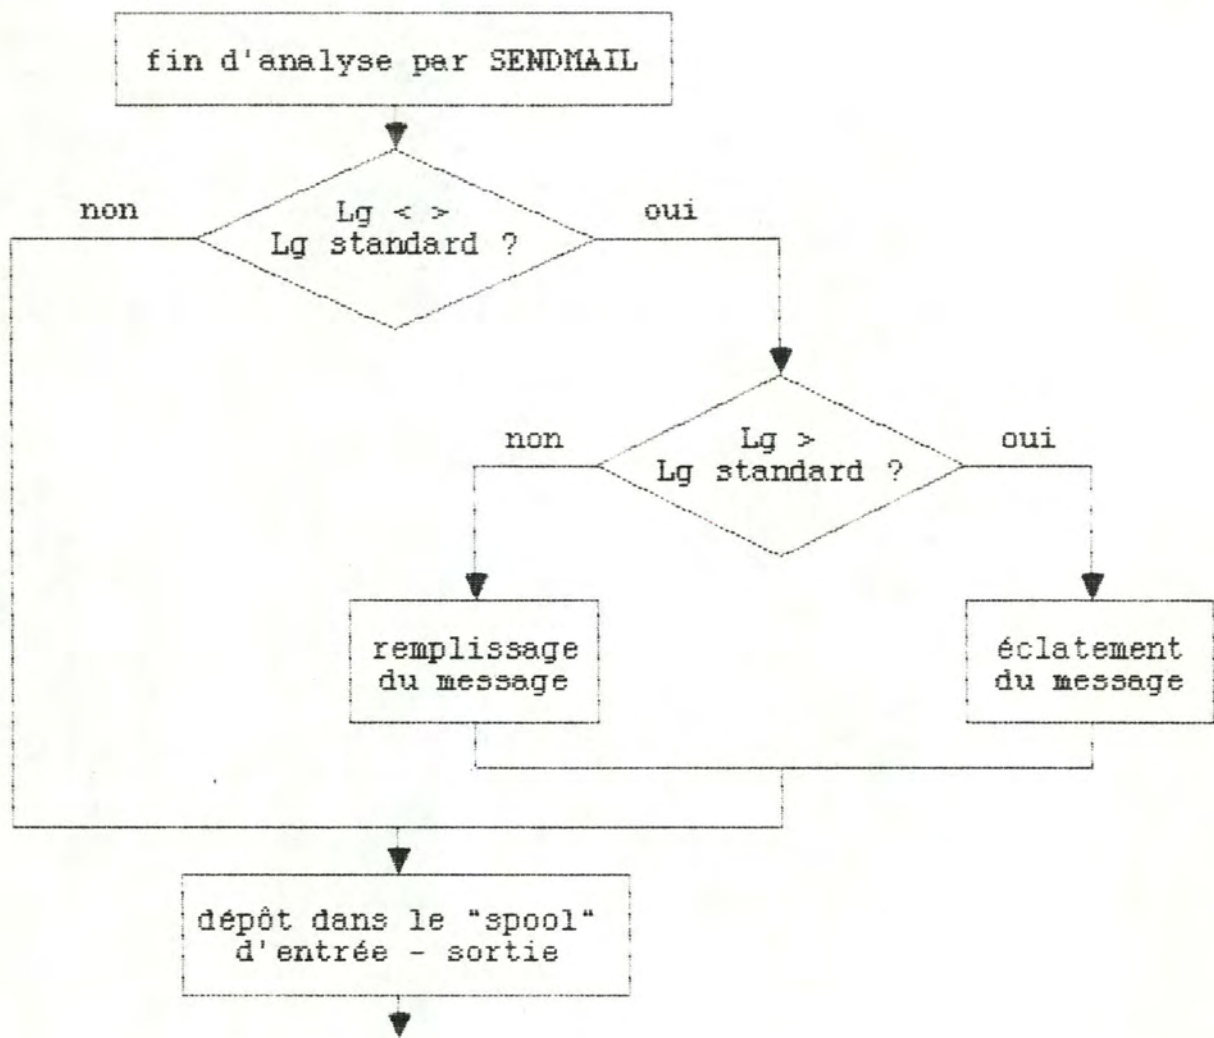 fin d'analyse par SENDMAIL
non
Lg < >
Lg standard ?
oui
non
Lg >
Lg standard ?
oui
remplissage
du message
éclatement
du message
dépôt dans le "spool"
d'entrée - sortie